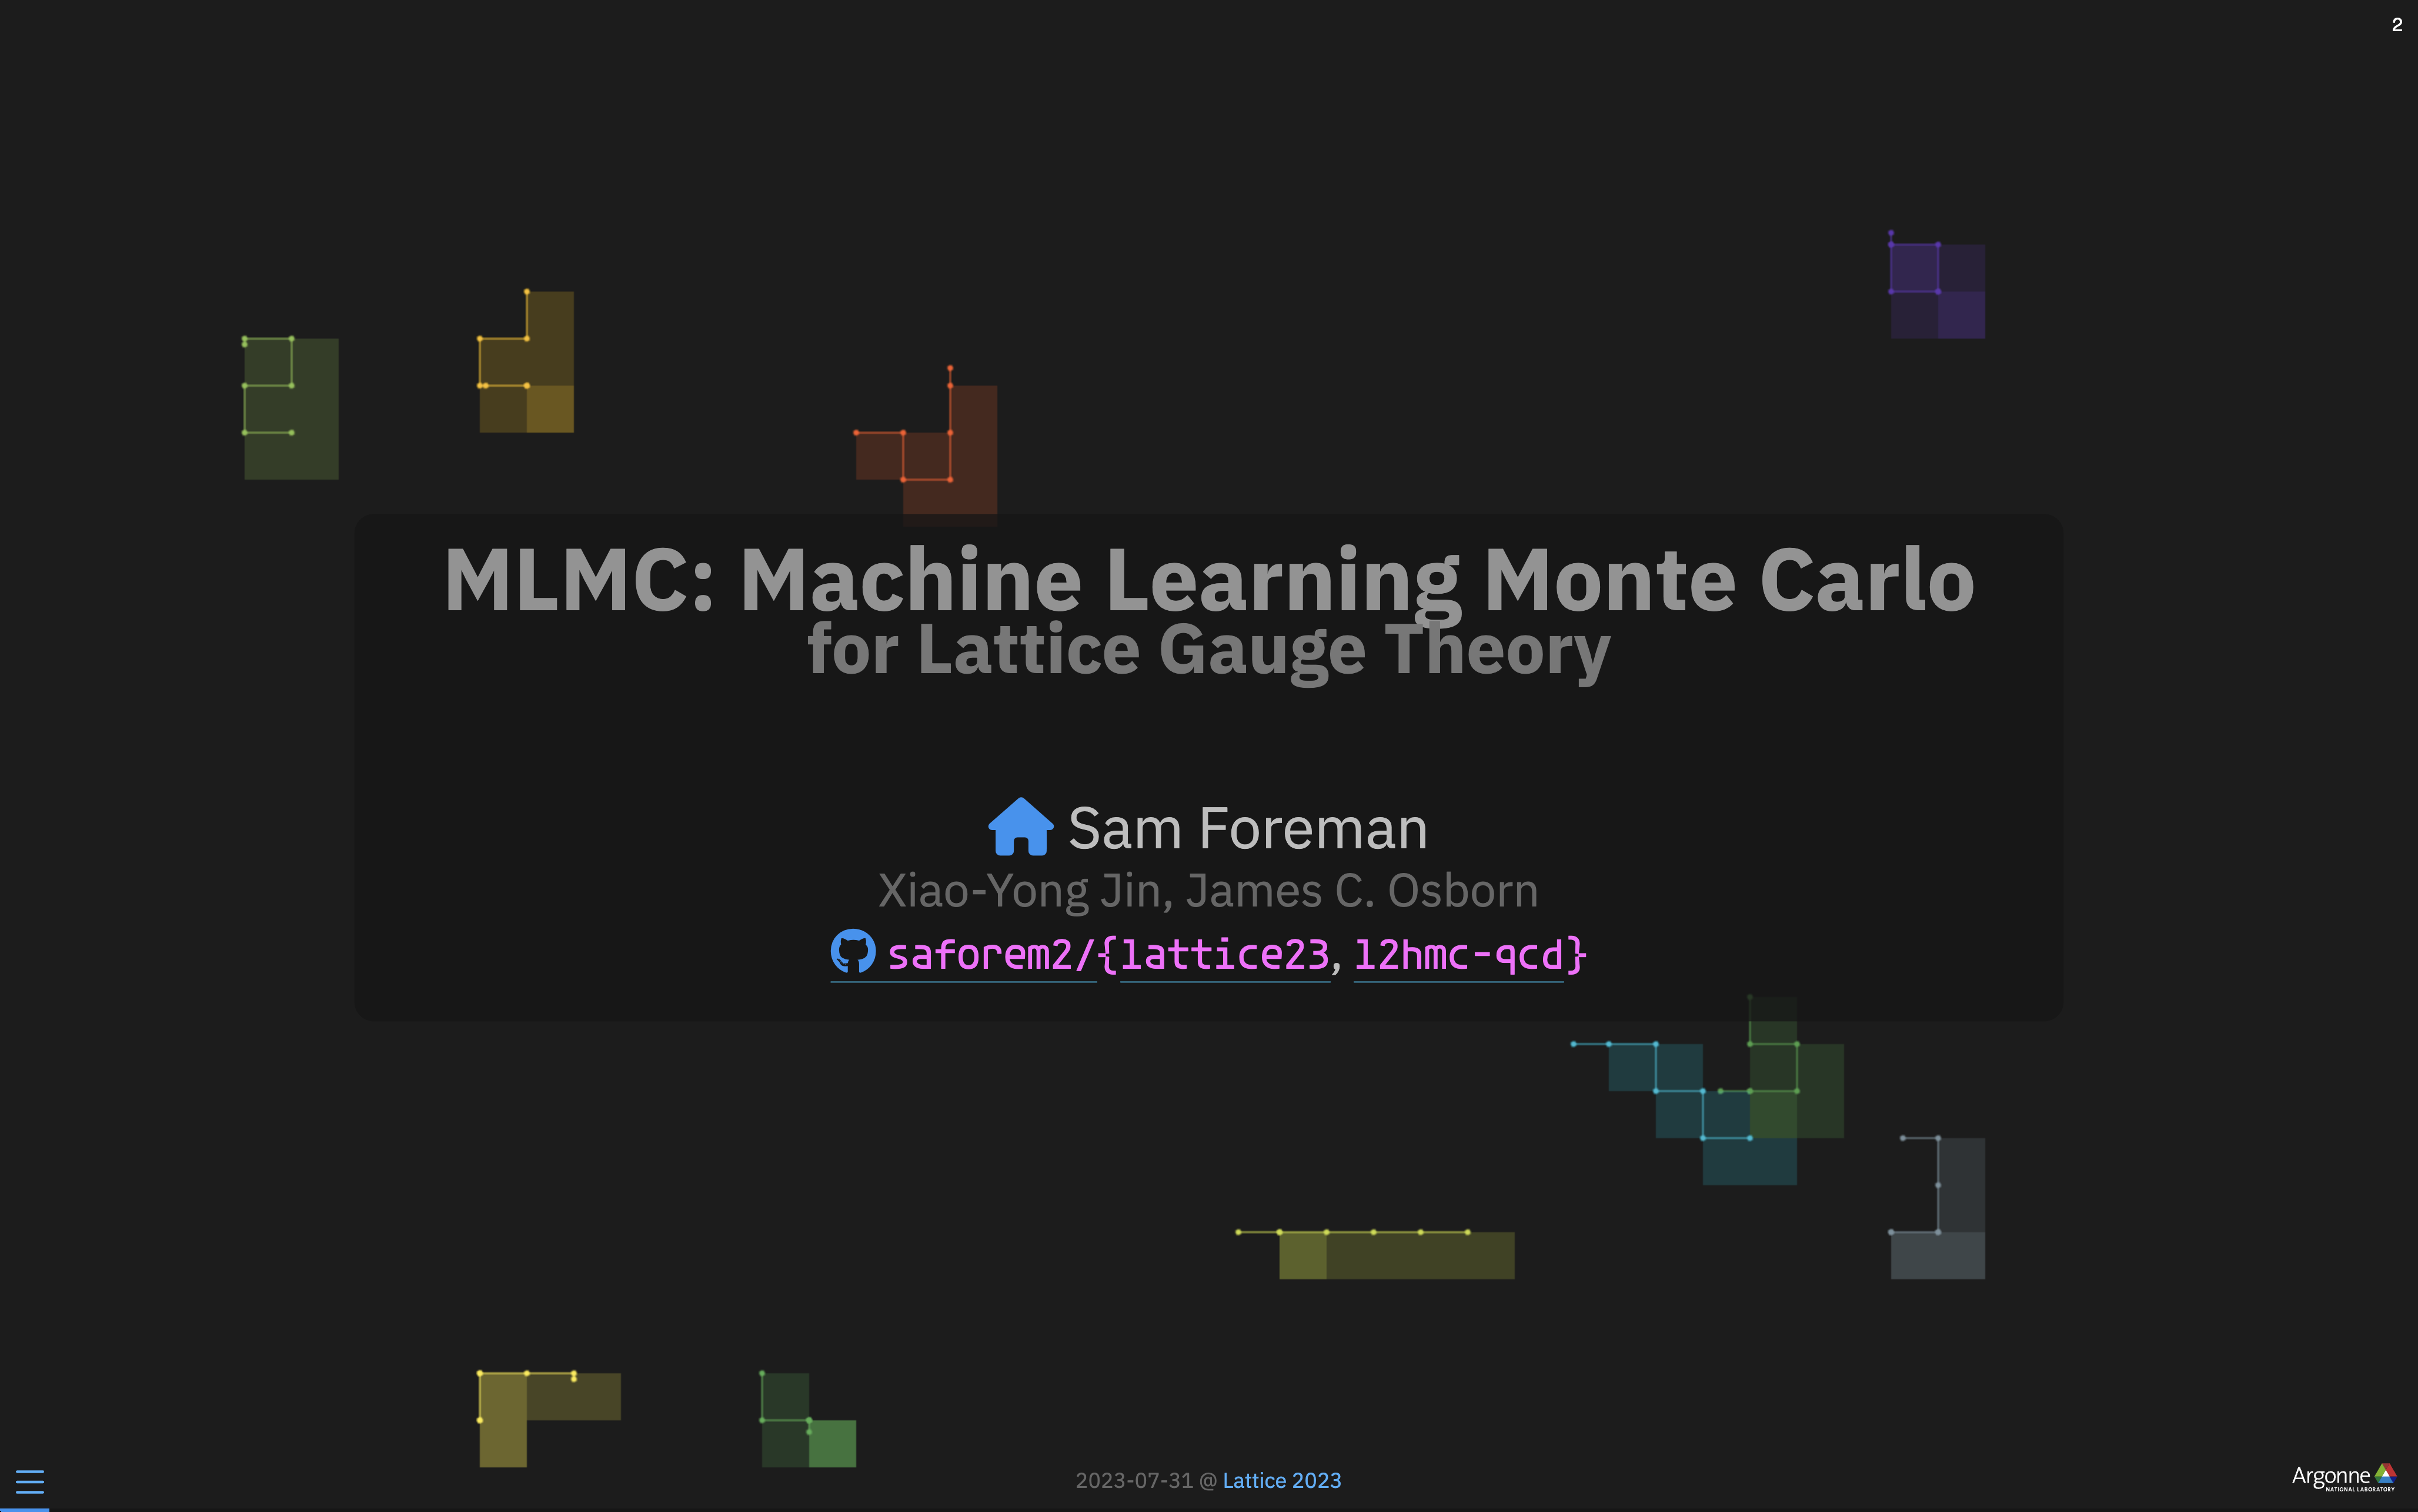 2
MLMC: Machine Learning Monte Carlo
for Lattice Gauge Theory
Sam Foreman
Xiao-Yong Jin, James C. Osborn
saforem2/{lattice23, l2hmc-qcd}
2023-07-31 @ Lattice 2023
Argonne
NATIONAL LABORATORY